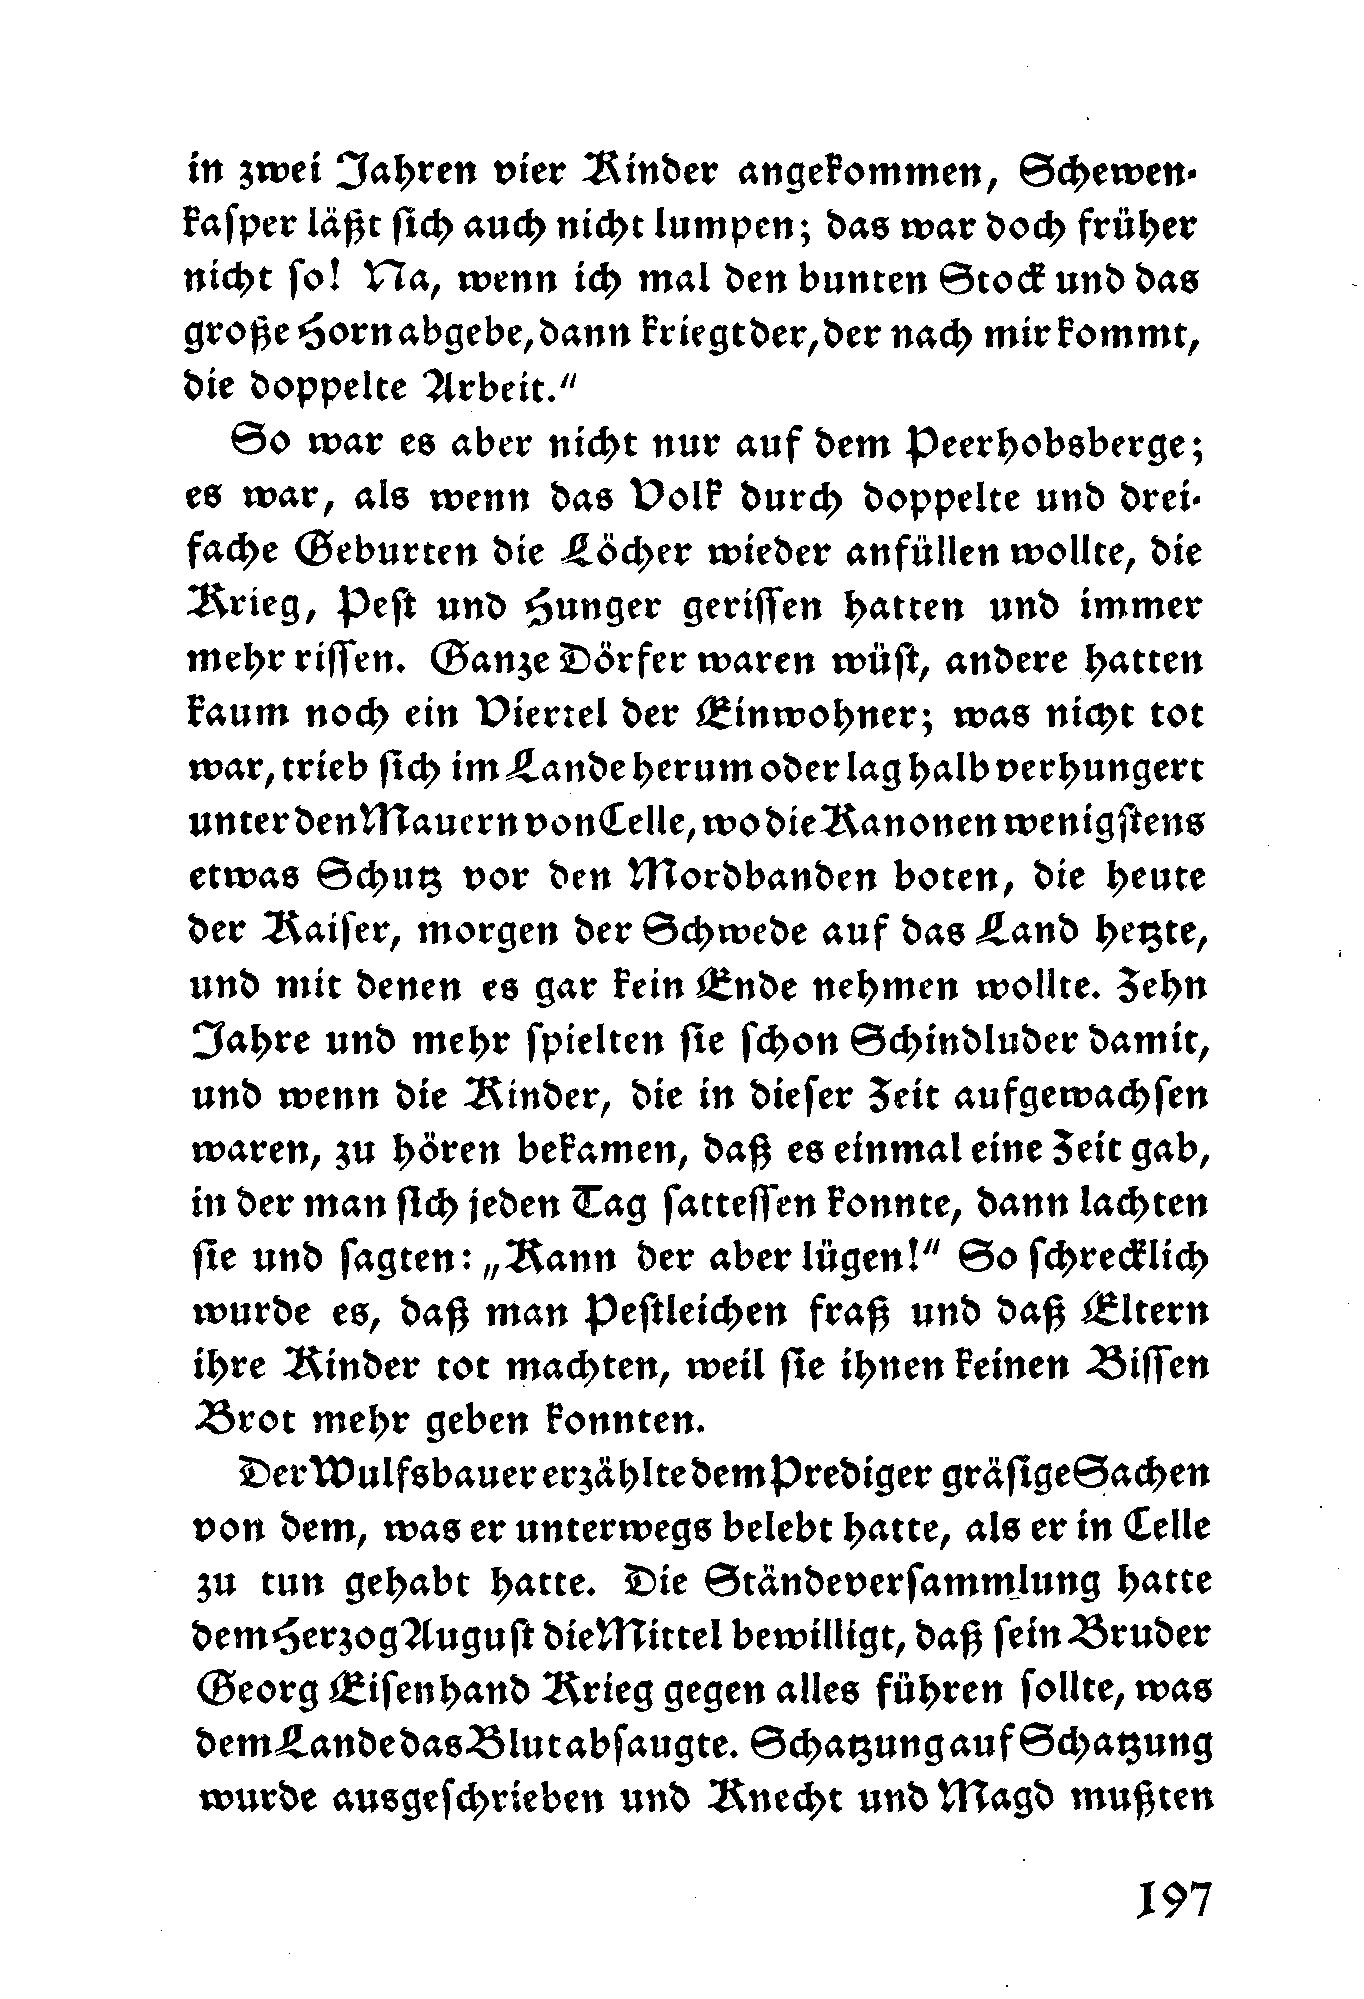 in zwei Jahren vier Kinder angekommen, Schewen-
kasper läßt sich auch nicht lumpen; das war doch früher
nicht so! Na, wenn ich mal den bunten Stock und das
große Horn abgebe, dann kriegt der, der nach mir kommt,
die doppelte Arbeit.“
So war es aber nicht nur auf dem Peerhobsberge;
es war, als wenn das Volk durch doppelte und drei-
fache Geburten die Löcher wieder anfüllen wollte, die
Krieg, Pest und Hunger gerissen hatten und immer
mehr rissen. Ganze Dörfer waren wüst, andere hatten
kaum noch ein Viertel der Einwohner; was nicht tot
war, trieb sich im Lande herum oder lag halb verhungert
unter den Mauern von Celle, wo die Kanonen wenigstens
etwas Schutz vor den Mordbanden boten, die heute
der Kaiser, morgen der Schwede auf das Land hetzte,
und mit denen es gar kein Ende nehmen wollte. Zehn
Jahre und mehr spielten sie schon Schindluder damit,
und wenn die Kinder, die in dieser Zeit aufgewachsen
waren, zu hören bekamen, daß es einmal eine Zeit gab,
in der man sich jeden Tag sattessen konnte, dann lachten
sie und sagten: „Kann der aber lügen!“ So schrecklich
wurde es, daß man Pestleichen fraß und daß Eltern
ihre Kinder tot machten, weil sie ihnen keinen Bissen
Brot mehr geben konnten.
Der Wulfsbauer erzählte dem Prediger gräsige Sachen
von dem, was er unterwegs belebt hatte, als er in Celle
zu tun gehabt hatte. Die Ständeversammlung hatte
dem Herzog August die Mittel bewilligt, daß sein Bruder
Georg Eisenhand Krieg gegen alles führen sollte, was
dem Lande das Blut absaugte. Schatzung auf Schatzung
wurde ausgeschrieben und Knecht und Magd mußten
197